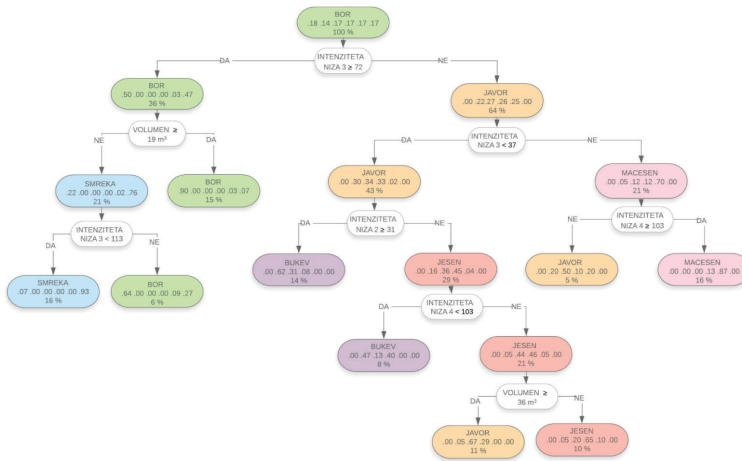 BOR
.18 .14 .17 .17 .17 .17
100 %
INTENZITETA
NIZA 3 ≥ 72
DA
NE
BOR
.50 .00 .00 .00 .03 .47
36 %
JAVOR
.00 .22.27 .26 .25 .00
64 %
VOLUMEN ≥
19 m³
NE
DA
INTENZITETA
NIZA 3 < 37
DA
NE
SMREKA
.22 .00 .00 .00 .02 .76
21 %
BOR
.90 .00 .00 .00 .03 .07
15 %
JAVOR
.00 .30 .34 .33 .02 .00
43 %
MACESEN
.00 .05 .12 .12 .70 .00
21 %
INTENZITETA
NIZA 3 < 113
DA
NE
INTENZITETA
NIZA 2 ≥ 31
DA
NE
INTENZITETA
NIZA 4 ≥ 103
NE
DA
SMREKA
.07 .00 .00 .00 .00 .93
16 %
BOR
.64 .00 .00 .00 .09 .27
6 %
BUKEV
.00 .62 .31 .08 .00 .00
14 %
JESEN
.00 .16 .36 .45 .04 .00
29 %
JAVOR
.00 .20 .50 .10 .20 .00
5 %
MACESEN
.00 .00 .00 .13 .87 .00
16 %
INTENZITETA
NIZA 4 < 103
DA
NE
BUKEV
.00 .47 .13 .40 .00 .00
8 %
JESEN
.00 .05 .44 .46 .05 .00
21 %
VOLUMEN ≥
36 m³
DA
NE
JAVOR
.00 .05 .67 .29 .00 .00
11 %
JESEN
.00 .05 .20 .65 .10 .00
10 %